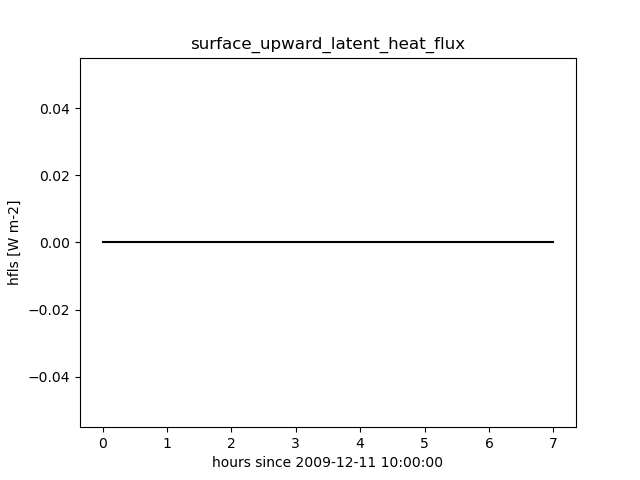 surface_upward_latent_heat_flux
hfls [W m-2]
0.04
0.02
0.00
−0.02
−0.04
0 1 2 3 4 5 6 7
hours since 2009-12-11 10:00:00